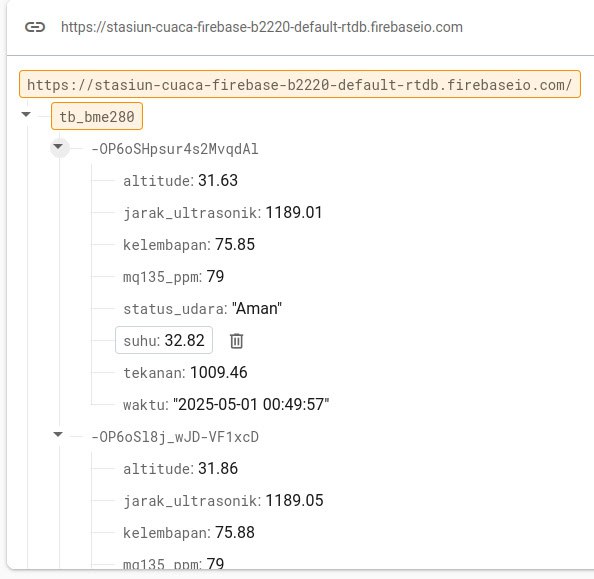 https://stasiun-cuaca-firebase-b2220-default-rtdb.firebaseio.com
https://stasiun-cuaca-firebase-b2220-default-rtdb.firebaseio.com/
tb_bme280
-OP6oSHpsur4s2MvqdAl
altitude: 31.63
jarak_ultrasonik: 1189.01
kelembapan: 75.85
mq135_ppm: 79
status_udara: "Aman"
suhu: 32.82
tekanan: 1009.46
waktu: "2025-05-01 00:49:57"
-OP6oSl8j_wJD-VF1xcD
altitude: 31.86
jarak_ultrasonik: 1189.05
kelembapan: 75.88
mq135_ppm: 79